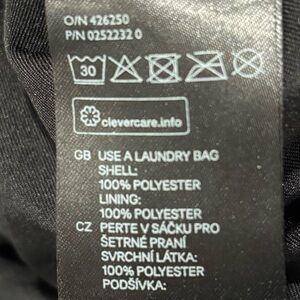 O/N 426250
P/N 0252232 0
30
clevercare.info
GB USE A LAUNDRY BAG
SHELL:
100% POLYESTER
LINING:
100% POLYESTER
CZ PERTE V SÁČKU PRO
ŠETRNÉ PRANÍ
SVRCHNÍ LÁTKA:
100% POLYESTER
PODŠÍVKA: